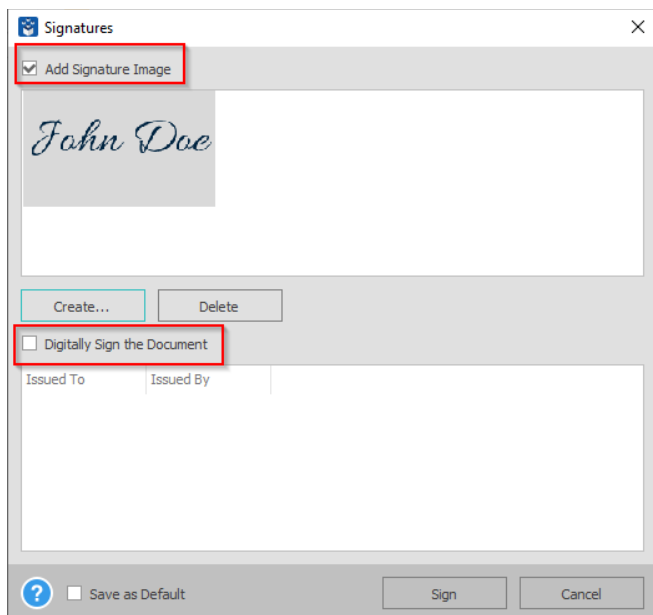 Signatures
Add Signature Image
John Doe
Create... Delete
Digitally Sign the Document
Issued To Issued By
? Save as Default Sign Cancel